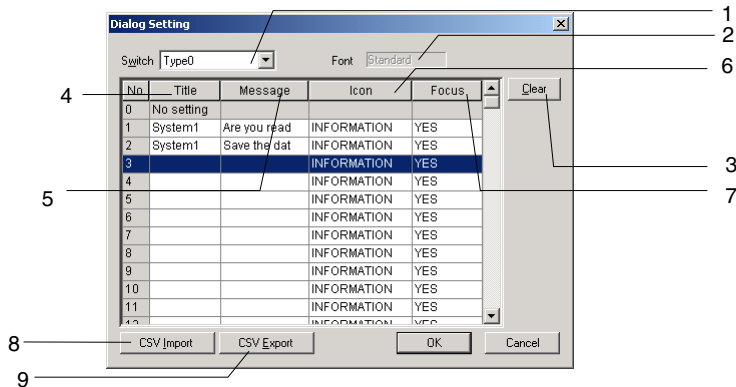 Dialog Setting
1
Switch Type0 Font Standard 2
6
No Title Message Icon Focus Clear
4
0 No setting
1 System1 Are you read INFORMATION YES
2 System1 Save the dat INFORMATION YES
3 INFORMATION YES 3
4 INFORMATION YES
5 7
5 INFORMATION YES
6 INFORMATION YES
7 INFORMATION YES
8 INFORMATION YES
9 INFORMATION YES
10 INFORMATION YES
11 INFORMATION YES
12 INFORMATION YES
8 CSV Import CSV Export OK Cancel
9